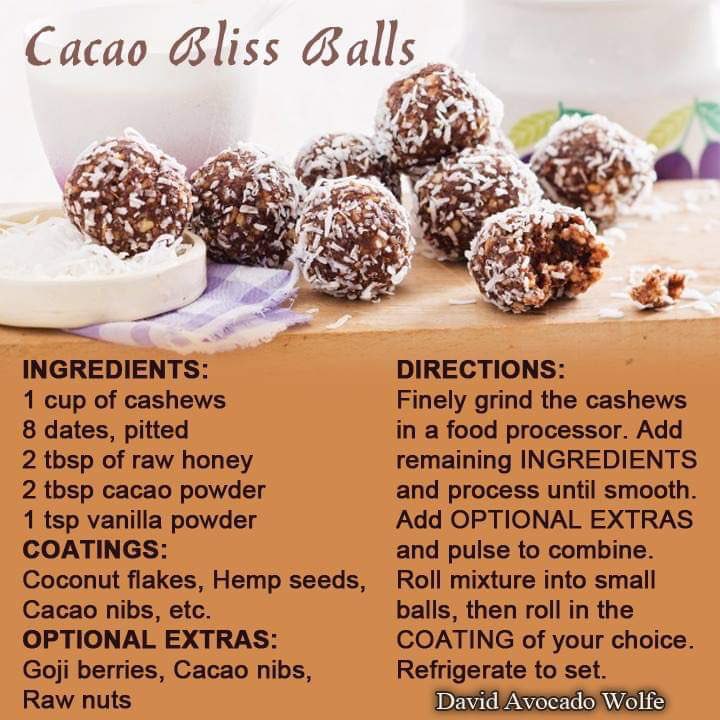 Cacao Bliss Balls
INGREDIENTS:
1 cup of cashews
8 dates, pitted
2 tbsp of raw honey
2 tbsp cacao powder
1 tsp vanilla powder
COATINGS:
Coconut flakes, Hemp seeds,
Cacao nibs, etc.
OPTIONAL EXTRAS:
Goji berries, Cacao nibs,
Raw nuts
DIRECTIONS:
Finely grind the cashews
in a food processor. Add
remaining INGREDIENTS
and process until smooth.
Add OPTIONAL EXTRAS
and pulse to combine.
Roll mixture into small
balls, then roll in the
COATING of your choice.
Refrigerate to set.
David Avocado Wolfe